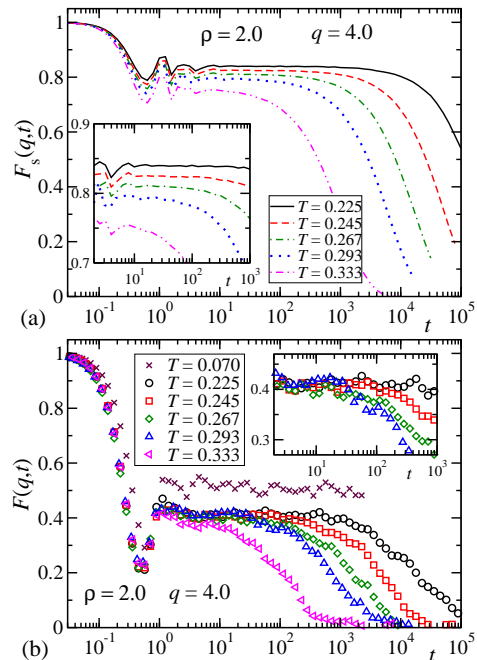 ρ = 2.0 q = 4.0
1
0.8
0.6
0.4
0.2
0
F_s(q,t)
0.9
0.8
0.7
10^1 10^2 t 10^3
T = 0.225
T = 0.245
T = 0.267
T = 0.293
T = 0.333
(a)
10^-1 10^0 10^1 10^2 10^3 10^4 t 10^5
1
0.8
0.6
0.4
0.2
0
F(q,t)
T = 0.070
T = 0.225
T = 0.245
T = 0.267
T = 0.293
T = 0.333
0.4
0.3
10^1 10^2 t 10^3
ρ = 2.0 q = 4.0
(b)
10^-1 10^0 10^1 10^2 10^3 10^4 t 10^5